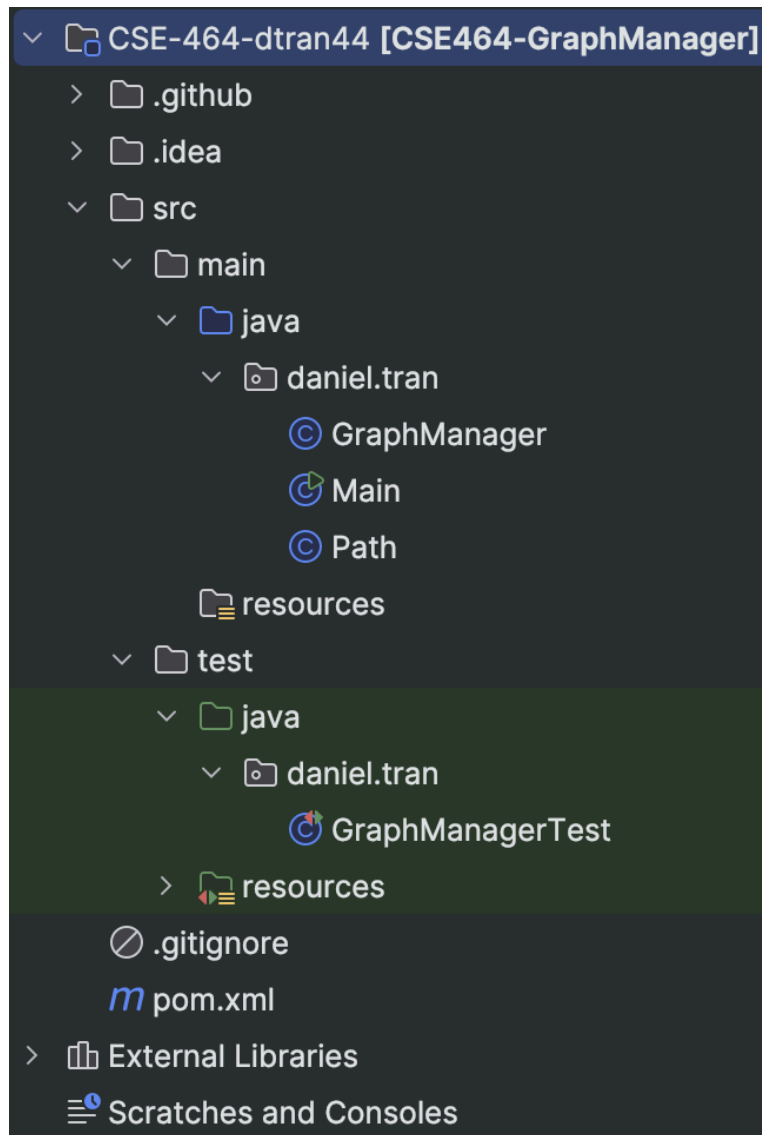 CSE-464-dtran44 [CSE464-GraphManager]
.github
.idea
src
main
java
daniel.tran
GraphManager
Main
Path
resources
test
java
daniel.tran
GraphManagerTest
resources
.gitignore
pom.xml
External Libraries
Scratches and Consoles